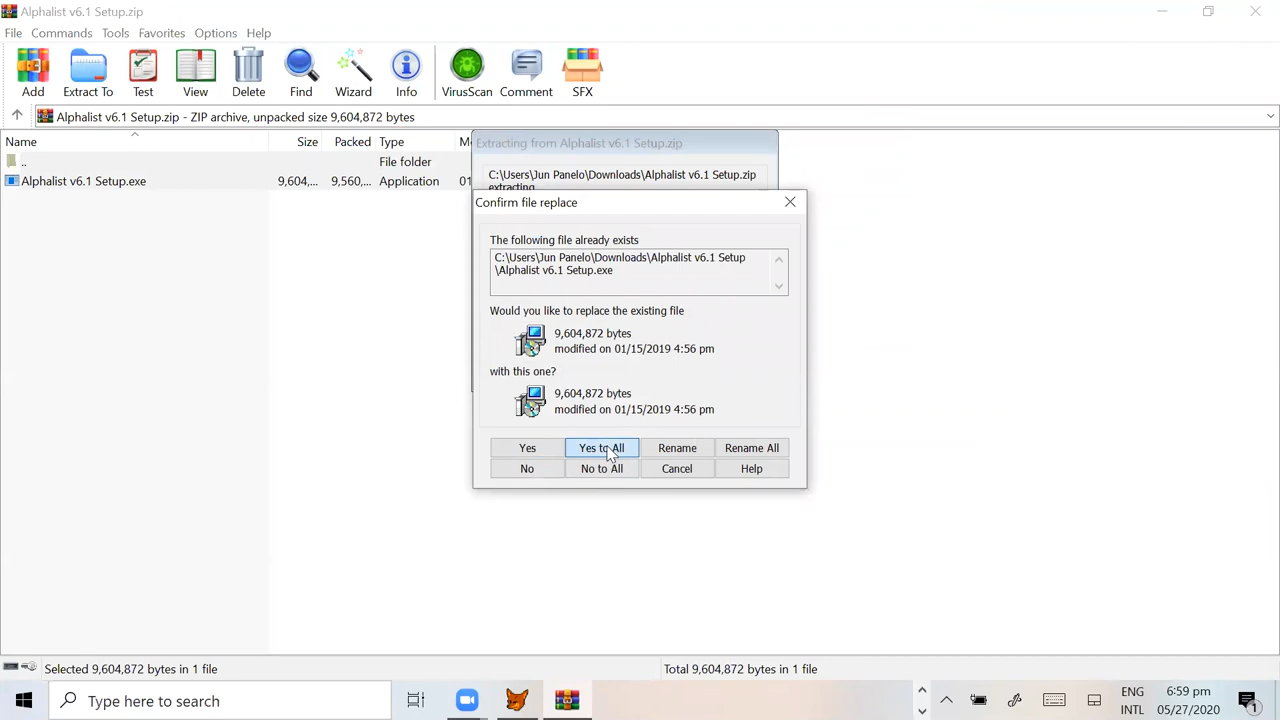 Alphalist v6.1 Setup.zip
File Commands Tools Favorites Options Help
Add Extract To Test View Delete Find Wizard Info VirusScan Comment SFX
Alphalist v6.1 Setup.zip - ZIP archive, unpacked size 9,604,872 bytes
Name Size Packed Type
.. File folder
Alphalist v6.1 Setup.exe 9,604,... 9,560,... Application 01
Extracting from Alphalist v6.1 Setup.zip
C:\Users\Jun Panelo\Downloads\Alphalist v6.1 Setup.zip
extracting
Confirm file replace
The following file already exists
C:\Users\Jun Panelo\Downloads\Alphalist v6.1 Setup
\Alphalist v6.1 Setup.exe
Would you like to replace the existing file
9,604,872 bytes
modified on 01/15/2019 4:56 pm
with this one?
9,604,872 bytes
modified on 01/15/2019 4:56 pm
Yes Yes to All Rename Rename All
No No to All Cancel Help
Selected 9,604,872 bytes in 1 file
Total 9,604,872 bytes in 1 file
Type here to search
ENG
INTL
6:59 pm
05/27/2020
1